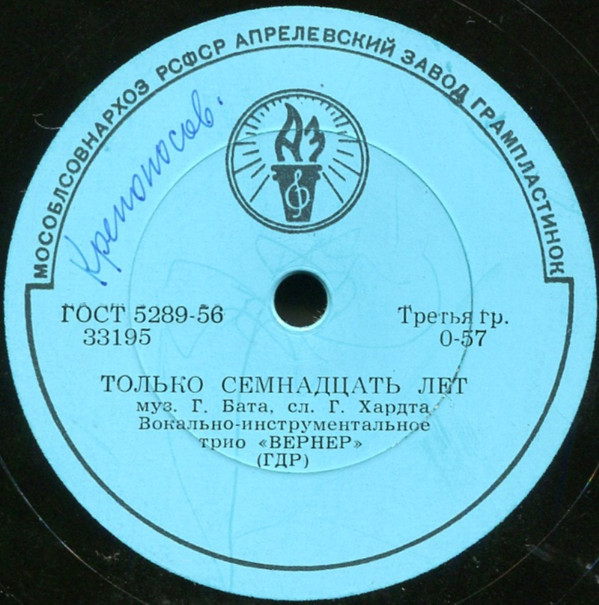 МОСОБЛСОВНАРХОЗ РСФСР АПРЕЛЕВСКИЙ ЗАВОД ГРАМПЛАСТИНОК
АЗ
Крепоносов.
ГОСТ 5289-56
33195
Третья гр.
0-57
ТОЛЬКО СЕМНАДЦАТЬ ЛЕТ
муз. Г. Бата, сл. Г. Хардта
Вокально-инструментальное
трио «ВЕРНЕР»
(ГДР)